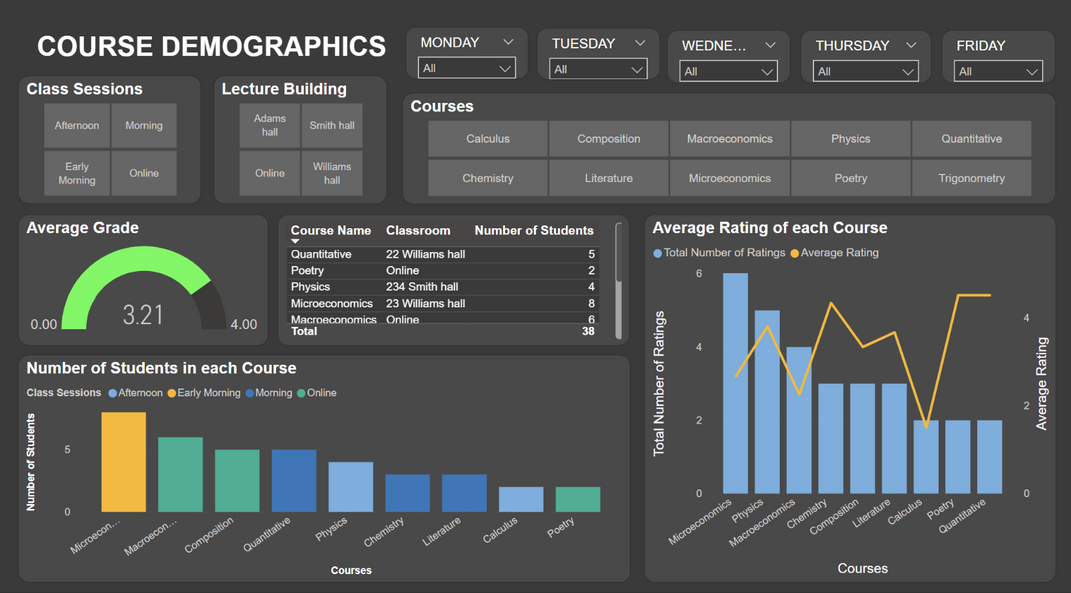 COURSE DEMOGRAPHICS
MONDAY
All
TUESDAY
All
WEDNE...
All
THURSDAY
All
FRIDAY
All
Class Sessions
Afternoon
Morning
Early
Morning
Online
Lecture Building
Adams
hall
Smith hall
Online
Williams
hall
Courses
Calculus
Composition
Macroeconomics
Physics
Quantitative
Chemistry
Literature
Microeconomics
Poetry
Trigonometry
Average Grade
0.00
3.21
4.00
Course Name Classroom Number of Students
Quantitative 22 Williams hall 5
Poetry Online 2
Physics 234 Smith hall 4
Microeconomics 23 Williams hall 8
Macroeconomics Online 6
Total 38
Average Rating of each Course
Total Number of Ratings Average Rating
Total Number of Ratings
6
4
2
0
4
2
0
Average Rating
Microeconomics
Physics
Macroeconomics
Chemistry
Composition
Literature
Calculus
Poetry
Quantitative
Courses
Number of Students in each Course
Class Sessions Afternoon Early Morning Morning Online
Number of Students
5
0
Microecon...
Macroecon...
Composition
Quantitative
Physics
Chemistry
Literature
Calculus
Poetry
Courses